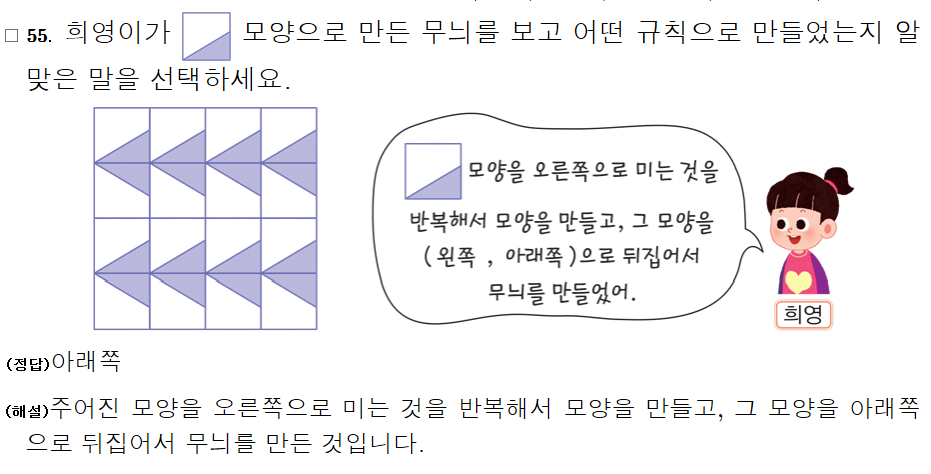 □ 55. 희영이가 모양으로 만든 무늬를 보고 어떤 규칙으로 만들었는지 알
맞은 말을 선택하세요.
모양을 오른쪽으로 미는 것을
반복해서 모양을 만들고, 그 모양을
( 왼쪽 , 아래쪽 )으로 뒤집어서
무늬를 만들었어.
희영
(정답)아래쪽
(해설)주어진 모양을 오른쪽으로 미는 것을 반복해서 모양을 만들고, 그 모양을 아래쪽
으로 뒤집어서 무늬를 만든 것입니다.